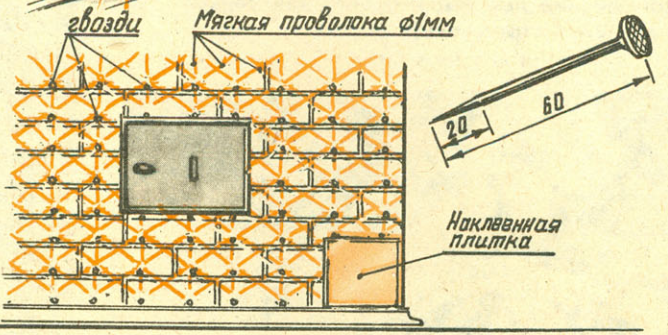 гвозди
Мягкая проволока ф1мм
20
60
Наклеенная
плитка